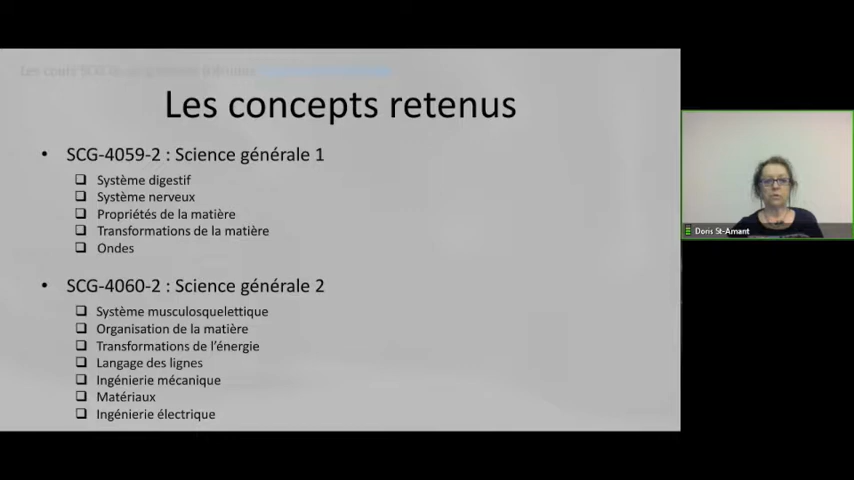 Les concepts retenus
• SCG-4059-2 : Science générale 1
❑ Système digestif
❑ Système nerveux
❑ Propriétés de la matière
❑ Transformations de la matière
❑ Ondes
• SCG-4060-2 : Science générale 2
❑ Système musculosquelettique
❑ Organisation de la matière
❑ Transformations de l'énergie
❑ Langage des lignes
❑ Ingénierie mécanique
❑ Matériaux
❑ Ingénierie électrique
Doris St-Amant